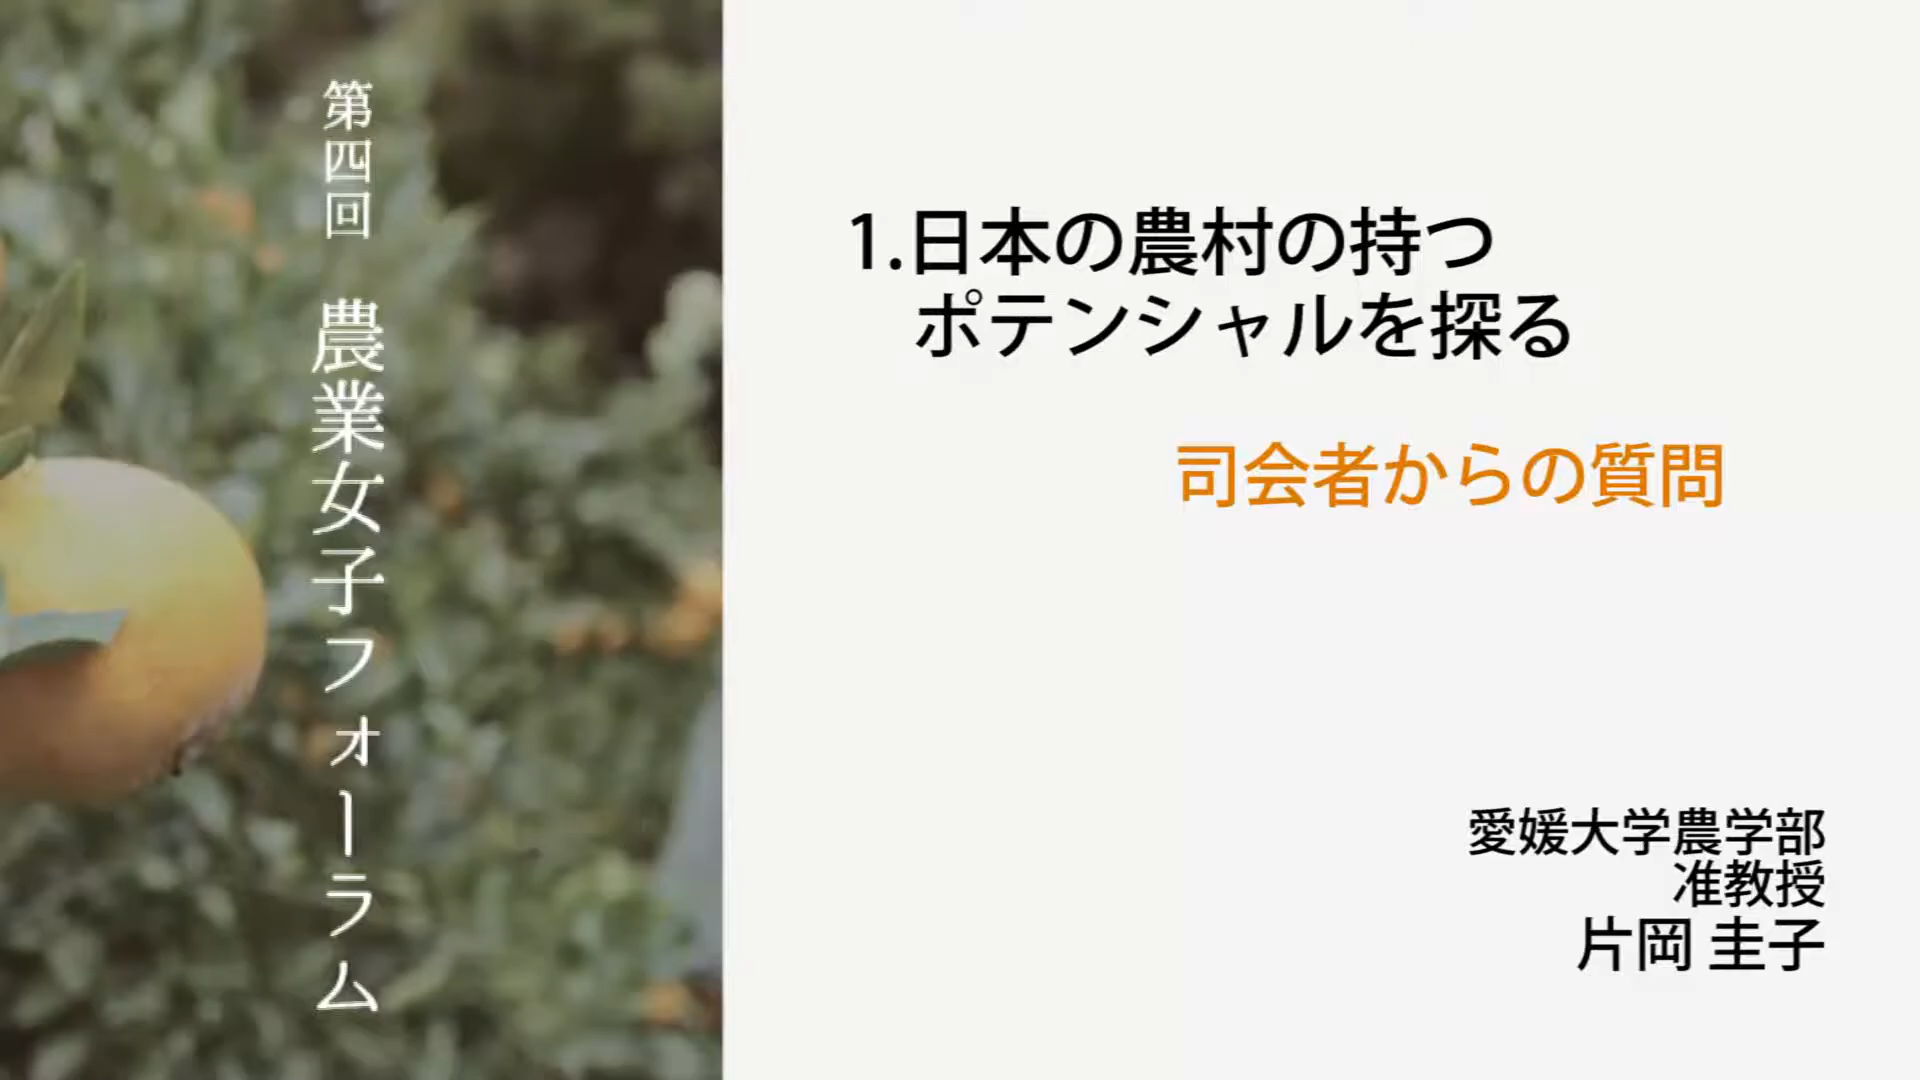 第四回 農業女子フォーラム
1.日本の農村の持つ
ポテンシャルを探る
司会者からの質問
愛媛大学農学部
准教授
片岡 圭子